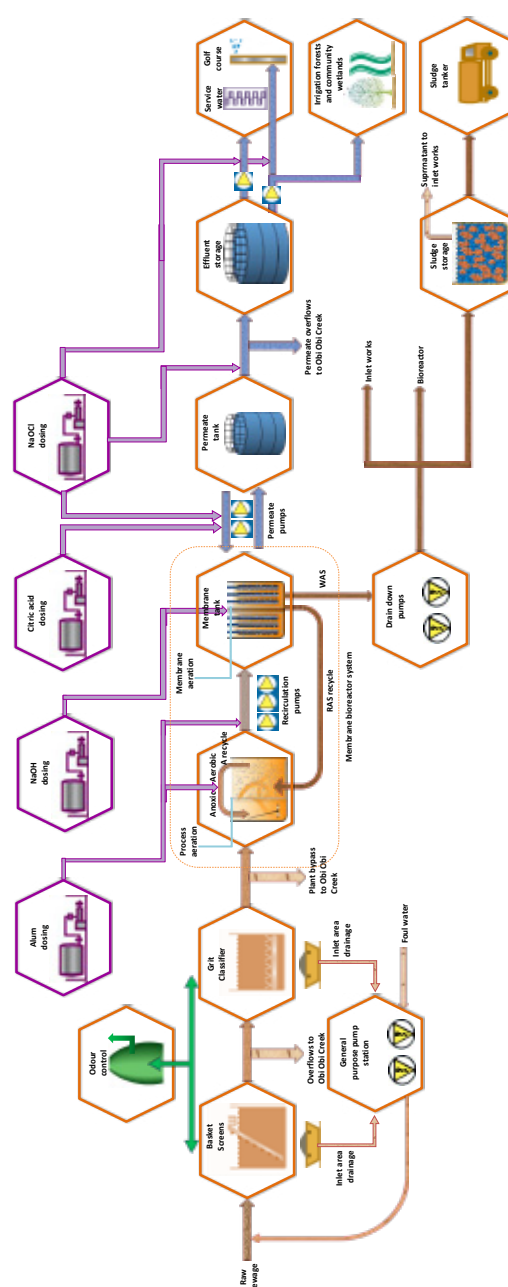 Alum
dosing
NaOH
dosing
Citric acid
dosing
NaOCl
dosing
Odour
control
Raw
sewage
Basket
Screens
Grit
Classifier
Process
aeration
Anoxic
Aerobic
A recycle
Recirculation
pumps
Membrane
aeration
Membrane
tank
Permeate
pumps
Permeate
tank
Effluent
storage
Service
water
Golf
course
Inlet area
drainage
Overflows to
Obi Obi Creek
Inlet area
drainage
Plant bypass
to Obi Obi
Creek
RAS recycle
WAS
Membrane bioreactor system
Permeate overflows
to Obi Obi Creek
Irrigation forests
and community
wetlands
General
purpose pump
station
Foul water
Drain down
pumps
Inlet works
Bioreactor
Suprnatant to
inlet works
Sludge
storage
Sludge
tanker